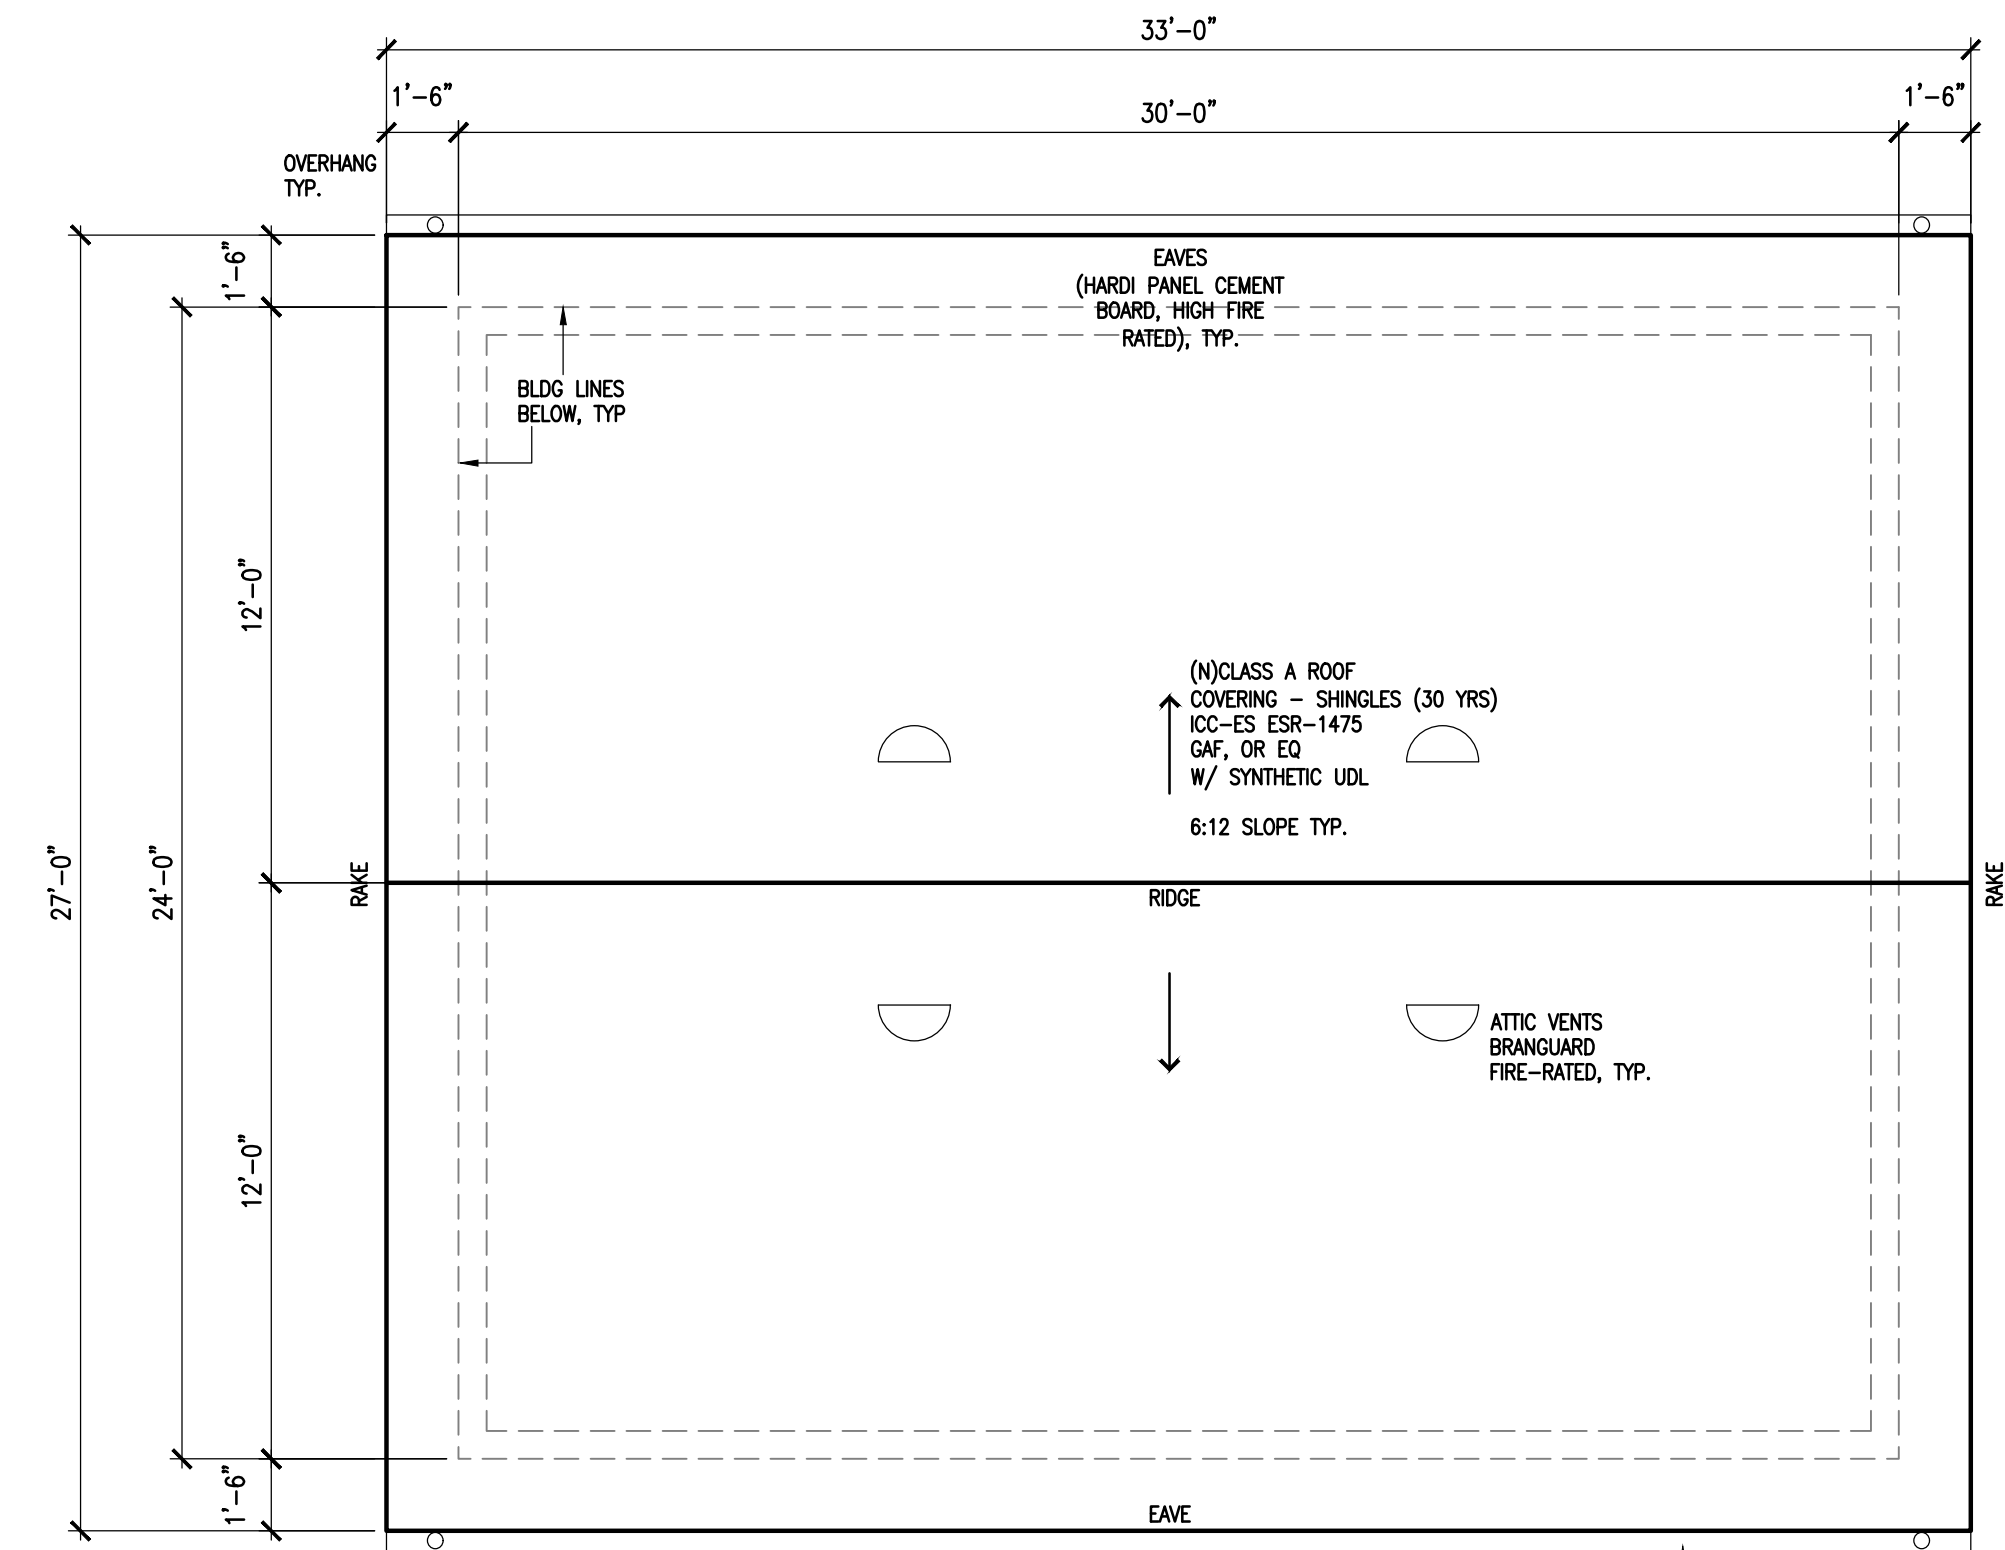 33'-0"
1'-6"
30'-0"
1'-6"
OVERHANG
TYP.
1'-6"
EAVES
(HARDI PANEL CEMENT
BOARD, HIGH FIRE
RATED), TYP.
BLDG LINES
BELOW, TYP
12'-0"
(N)CLASS A ROOF
COVERING - SHINGLES (30 YRS)
ICC-ES ESR-1475
GAF, OR EQ
W/ SYNTHETIC UDL
6:12 SLOPE TYP.
27'-0"
24'-0"
RAKE
RIDGE
RAKE
ATTIC VENTS
BRANGUARD
FIRE-RATED, TYP.
12'-0"
1'-6"
EAVE